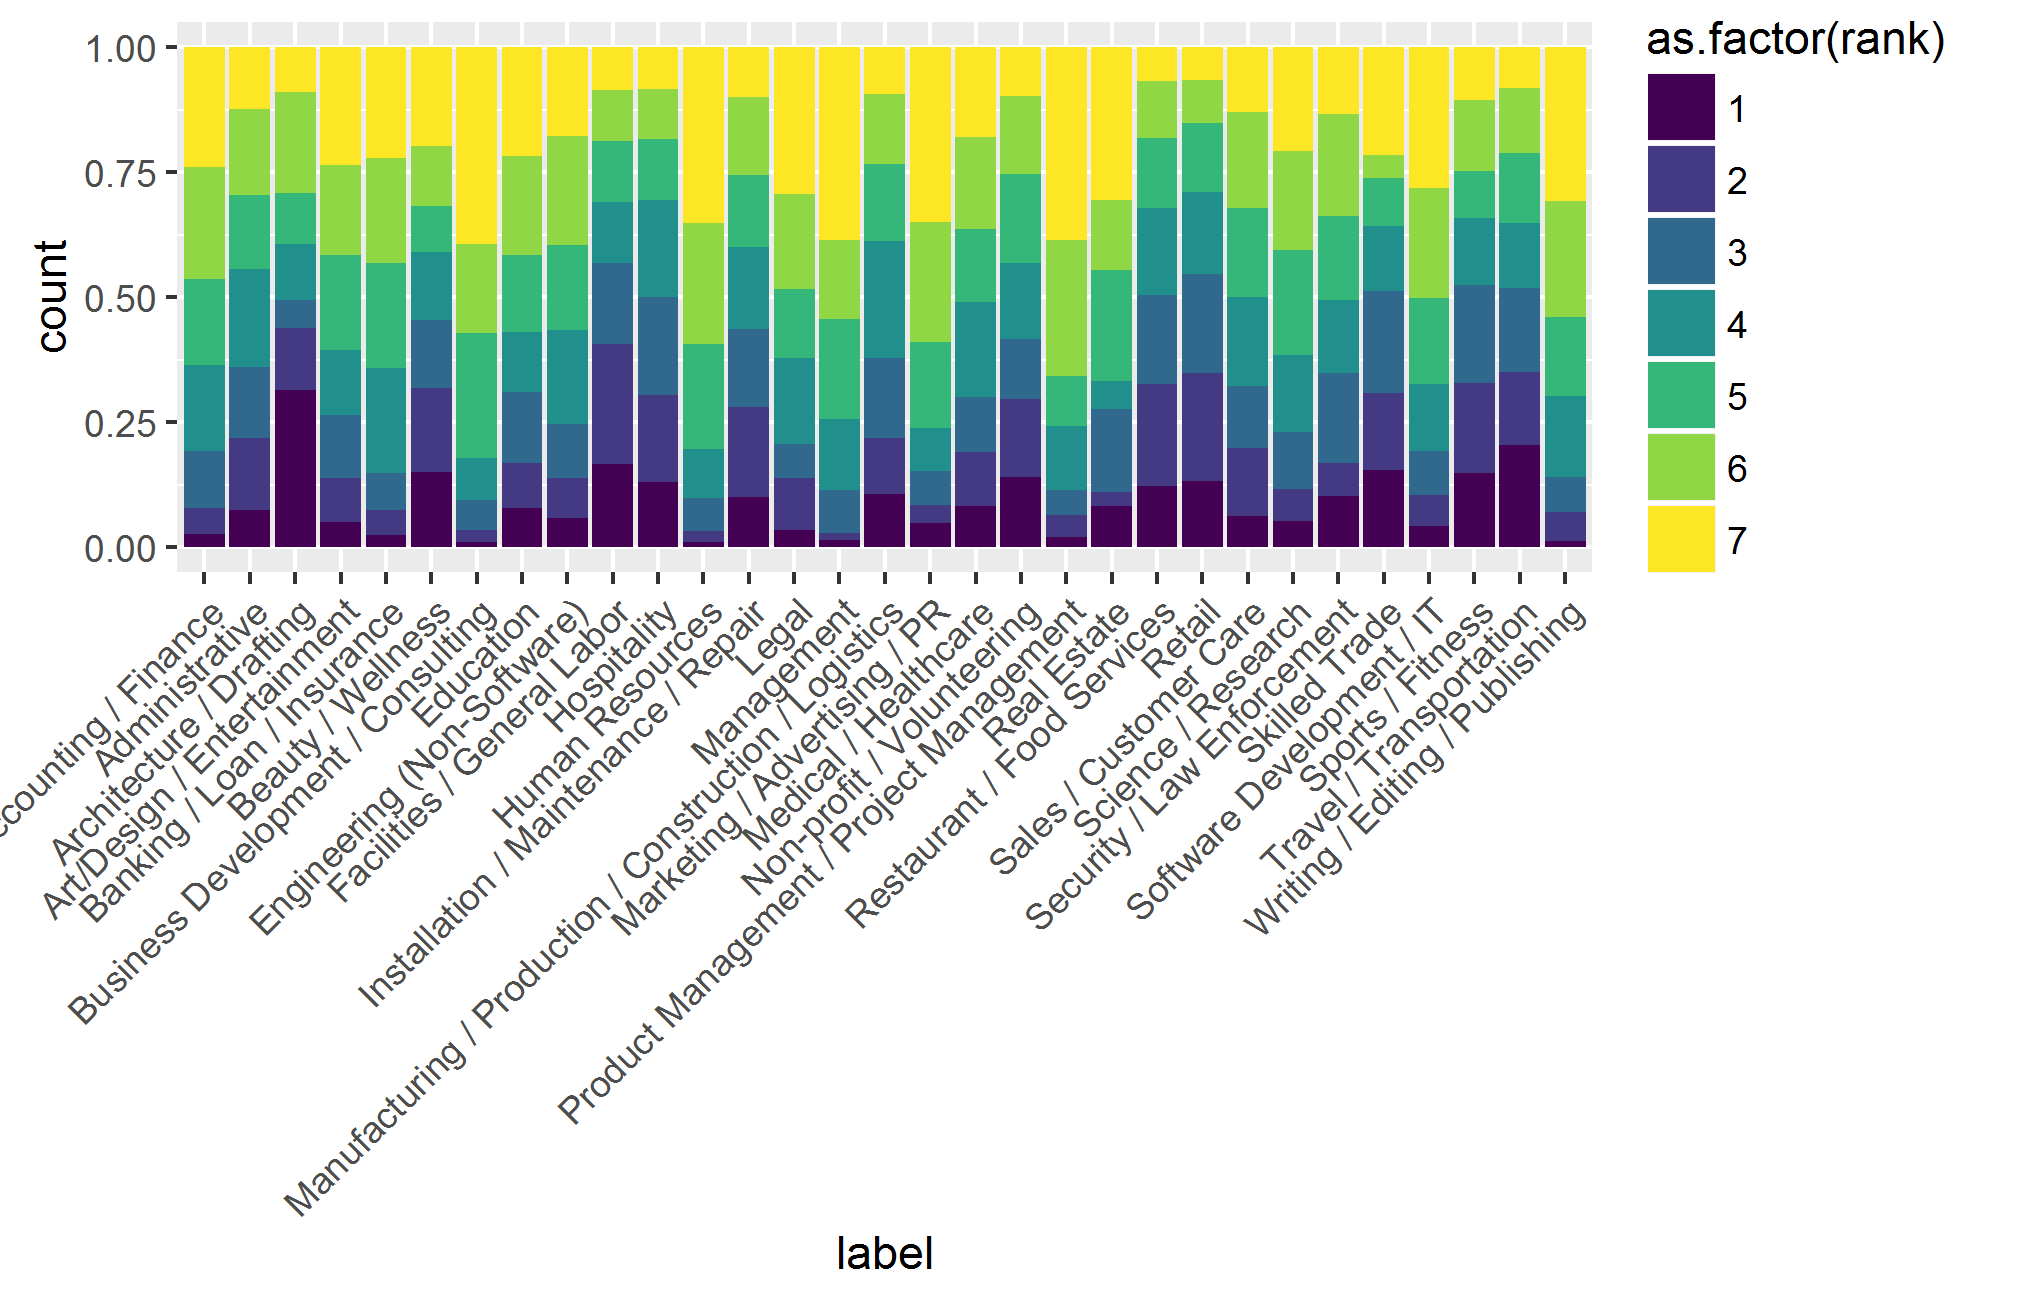 as.factor(rank)
1
2
3
4
5
6
7
count
1.00
0.75
0.50
0.25
0.00
ccounting / Finance
Administrative
Architecture / Drafting
Art/Design / Entertainment
Banking / Loan / Insurance
Beauty / Wellness
Business Development / Consulting
Education
Engineering (Non-Software)
Facilities / General Labor
Hospitality
Human Resources
Installation / Maintenance / Repair
Legal
Management
Manufacturing / Production / Construction / Logistics
Marketing / Advertising / PR
Medical / Healthcare
Non-profit / Volunteering
Product Management / Project Management
Real Estate
Restaurant / Food Services
Retail
Sales / Customer Care
Science / Research
Security / Law Enforcement
Skilled Trade
Software Development / IT
Sports / Fitness
Travel / Transportation
Writing / Editing / Publishing
label